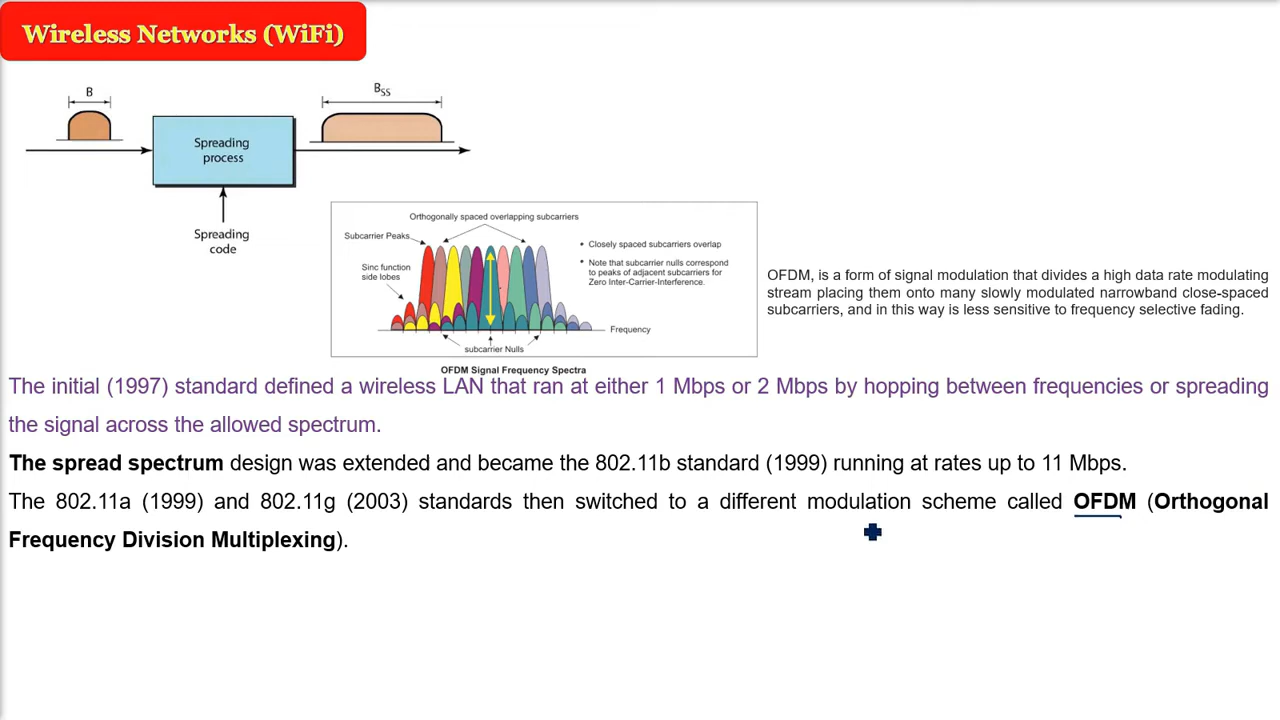 Wireless Networks (WiFi)
B
BSS
Spreading
process
Spreading
code
Orthogonally spaced overlapping subcarriers
Subcarrier Peaks
Sinc function
side lobes
• Closely spaced subcarriers overlap
• Note that subcarrier nulls correspond
to peaks of adjacent subcarriers for
Zero Inter-Carrier-Interference.
Frequency
subcarrier Nulls
OFDM Signal Frequency Spectra
OFDM, is a form of signal modulation that divides a high data rate modulating
stream placing them onto many slowly modulated narrowband close-spaced
subcarriers, and in this way is less sensitive to frequency selective fading.
The initial (1997) standard defined a wireless LAN that ran at either 1 Mbps or 2 Mbps by hopping between frequencies or spreading
the signal across the allowed spectrum.
The spread spectrum design was extended and became the 802.11b standard (1999) running at rates up to 11 Mbps.
The 802.11a (1999) and 802.11g (2003) standards then switched to a different modulation scheme called OFDM (Orthogonal
Frequency Division Multiplexing).